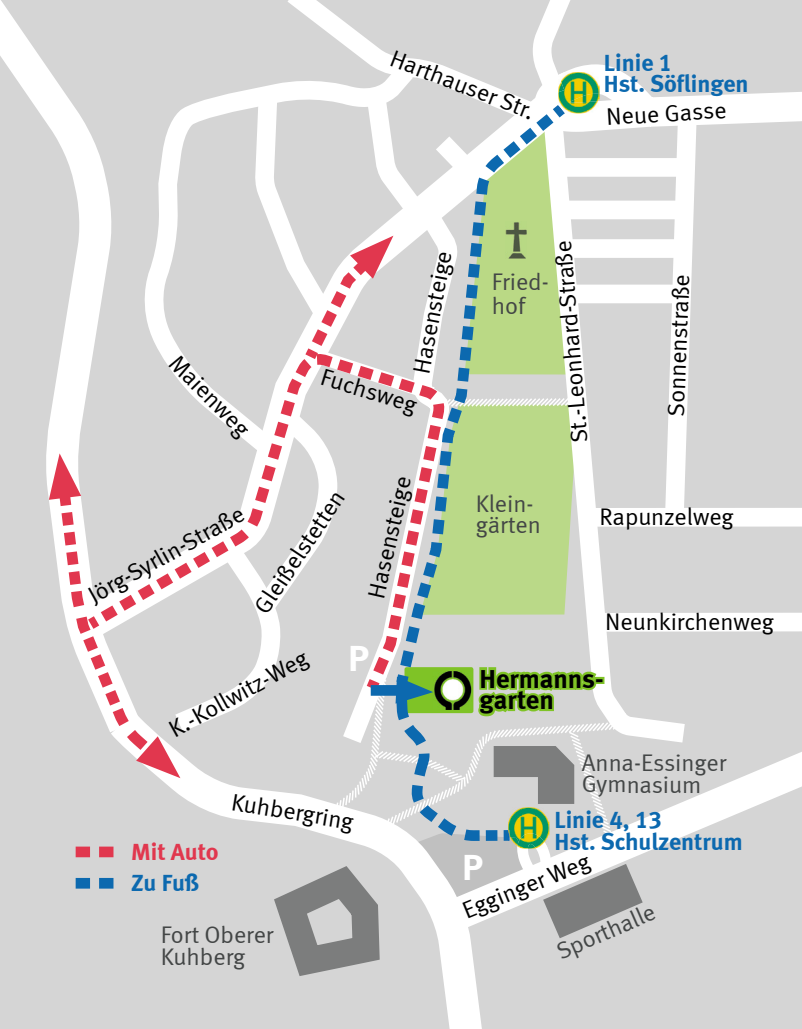 Linie 1
Hst. Söflingen
H
Harthauser Str.
Neue Gasse
Hasensteige
Fried-
hof
St.-Leonhard-Straße
Sonnenstraße
Maienweg
Fuchsweg
Hasensteige
Klein-
gärten
Rapunzelweg
Jörg-Syrlin-Straße
Gleißelstetten
Neunkirchenweg
P
K.-Kollwitz-Weg
Hermanns-
garten
Anna-Essinger
Gymnasium
Kuhbergring
H
Linie 4, 13
Hst. Schulzentrum
Mit Auto
Zu Fuß
P
Egginger Weg
Sporthalle
Fort Oberer
Kuhberg